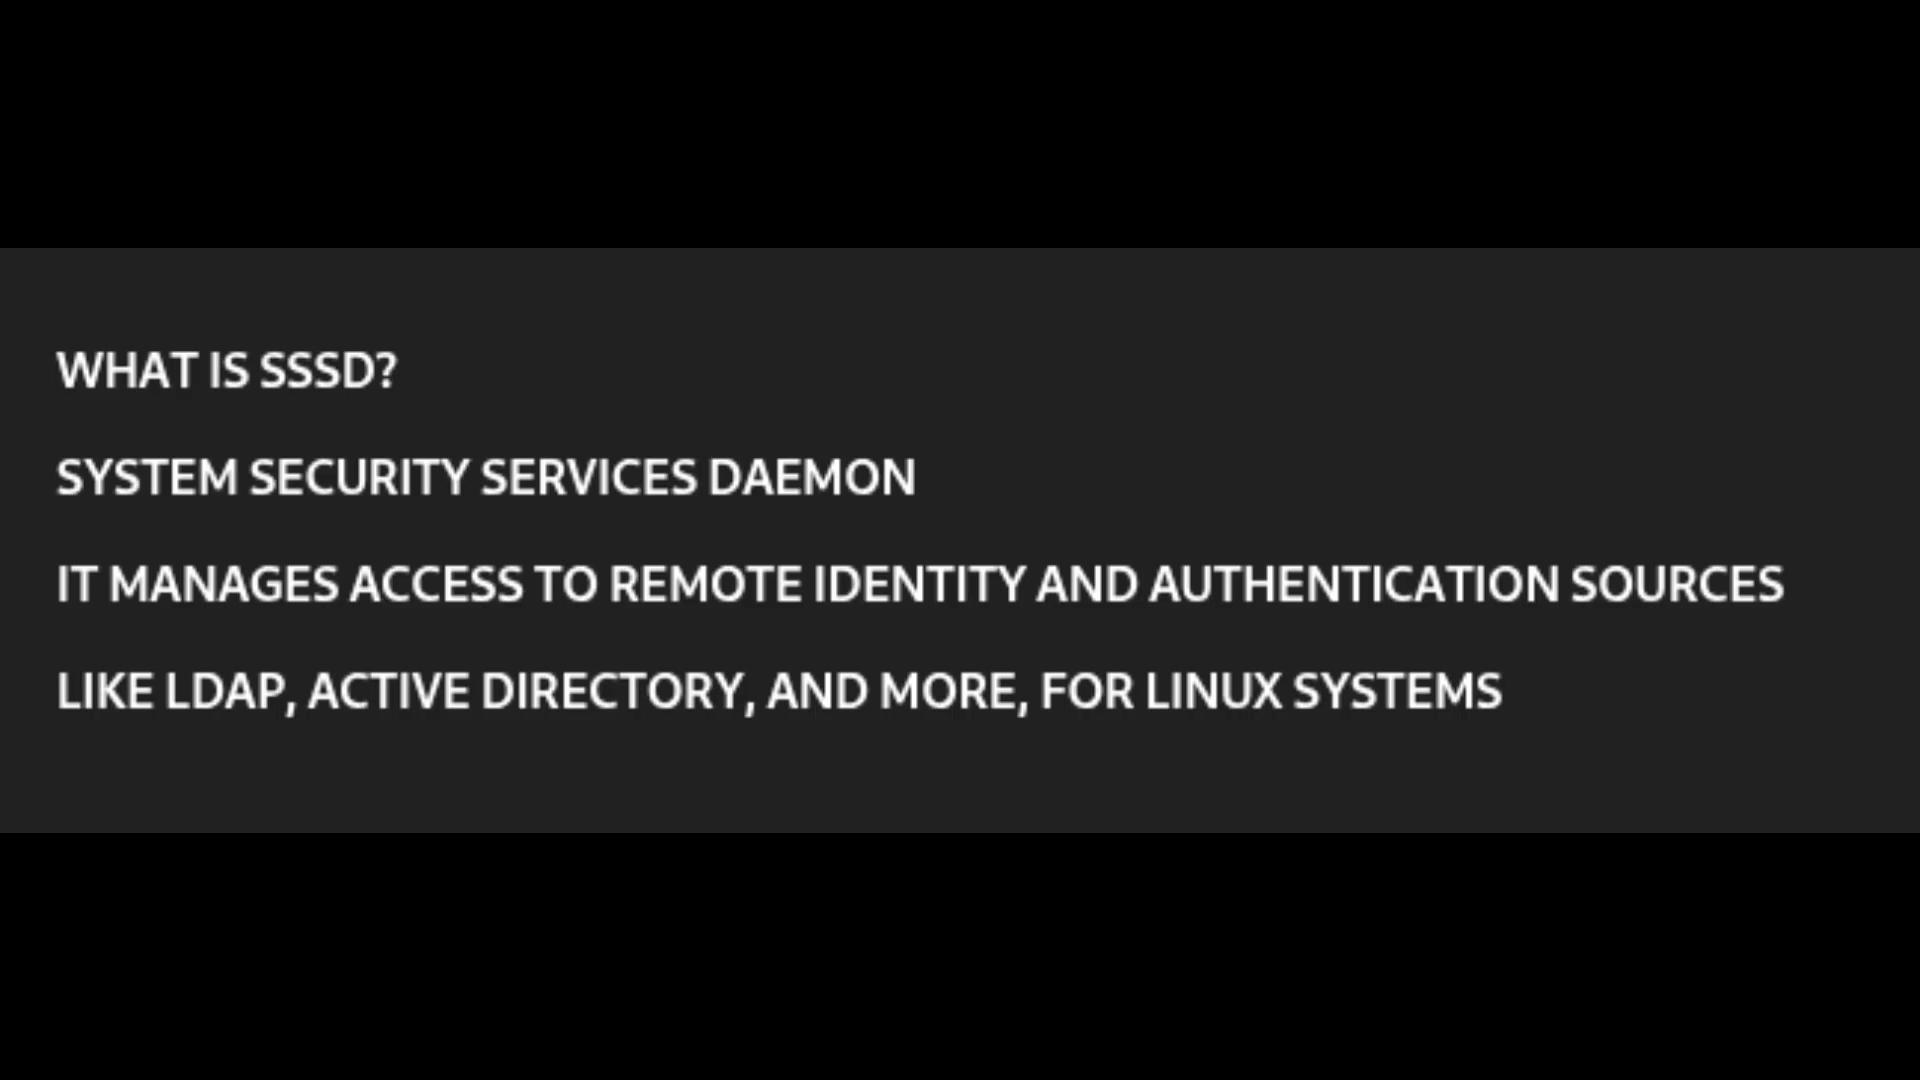 WHAT IS SSSD?
SYSTEM SECURITY SERVICES DAEMON
IT MANAGES ACCESS TO REMOTE IDENTITY AND AUTHENTICATION SOURCES
LIKE LDAP, ACTIVE DIRECTORY, AND MORE, FOR LINUX SYSTEMS